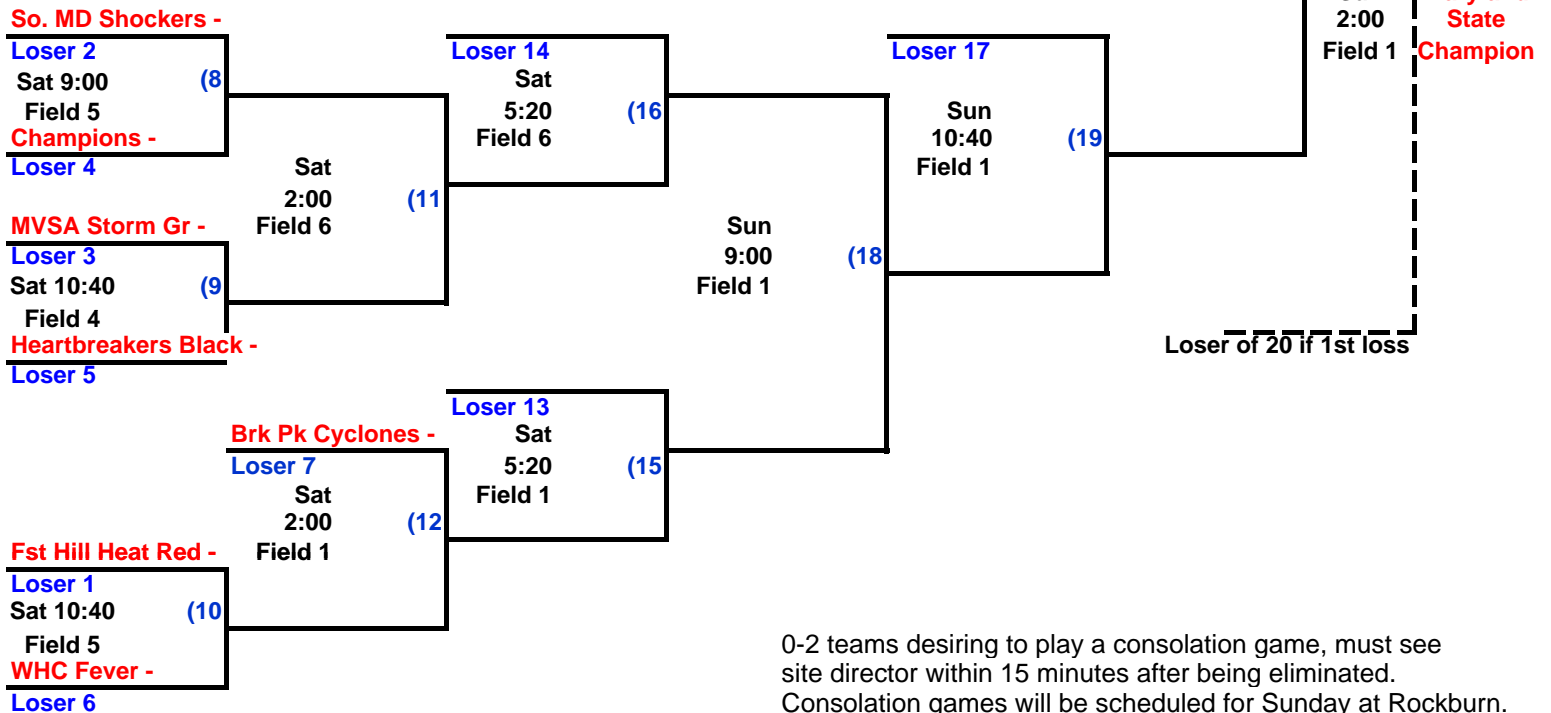 So. MD Shockers -
Loser 2
Sat 9:00
(8
Field 5
Champions -
Loser 4
Sat
2:00
(11
Field 6
MVSA Storm Gr -
Loser 3
Sat 10:40
(9
Field 4
Heartbreakers Black -
Loser 5
Loser 14
Sat
5:20
(16
Field 6
Loser 17
Sun
10:40
(19
Field 1
2:00
Field 1
State
Champion
Sun
9:00
(18
Field 1
Loser of 20 if 1st loss
Loser 13
Sat
5:20
(15
Field 1
Brk Pk Cyclones -
Loser 7
Sat
2:00
(12
Field 1
Fst Hill Heat Red -
Loser 1
Sat 10:40
(10
Field 5
WHC Fever -
Loser 6
0-2 teams desiring to play a consolation game, must see
site director within 15 minutes after being eliminated.
Consolation games will be scheduled for Sunday at Rockburn.